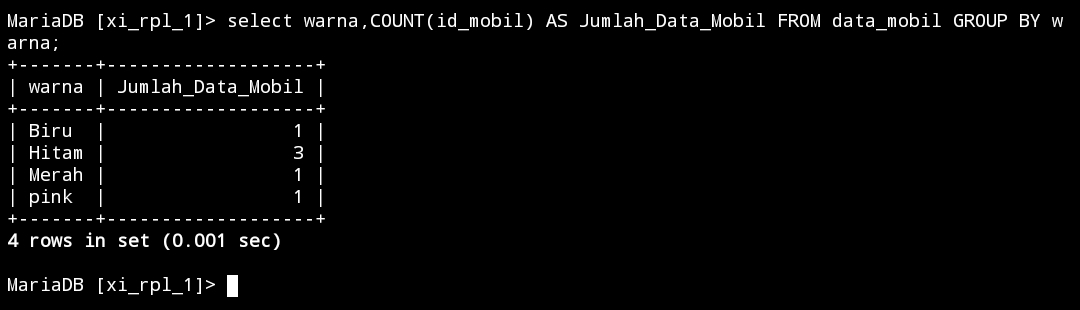 MariaDB [xi_rpl_1]> select warna,COUNT(id_mobil) AS Jumlah_Data_Mobil FROM data_mobil GROUP BY w
arna;
+-------+-------------------+
| warna | Jumlah_Data_Mobil |
+-------+-------------------+
| Biru  |                 1 |
| Hitam |                 3 |
| Merah |                 1 |
| pink  |                 1 |
+-------+-------------------+
4 rows in set (0.001 sec)
MariaDB [xi_rpl_1]>